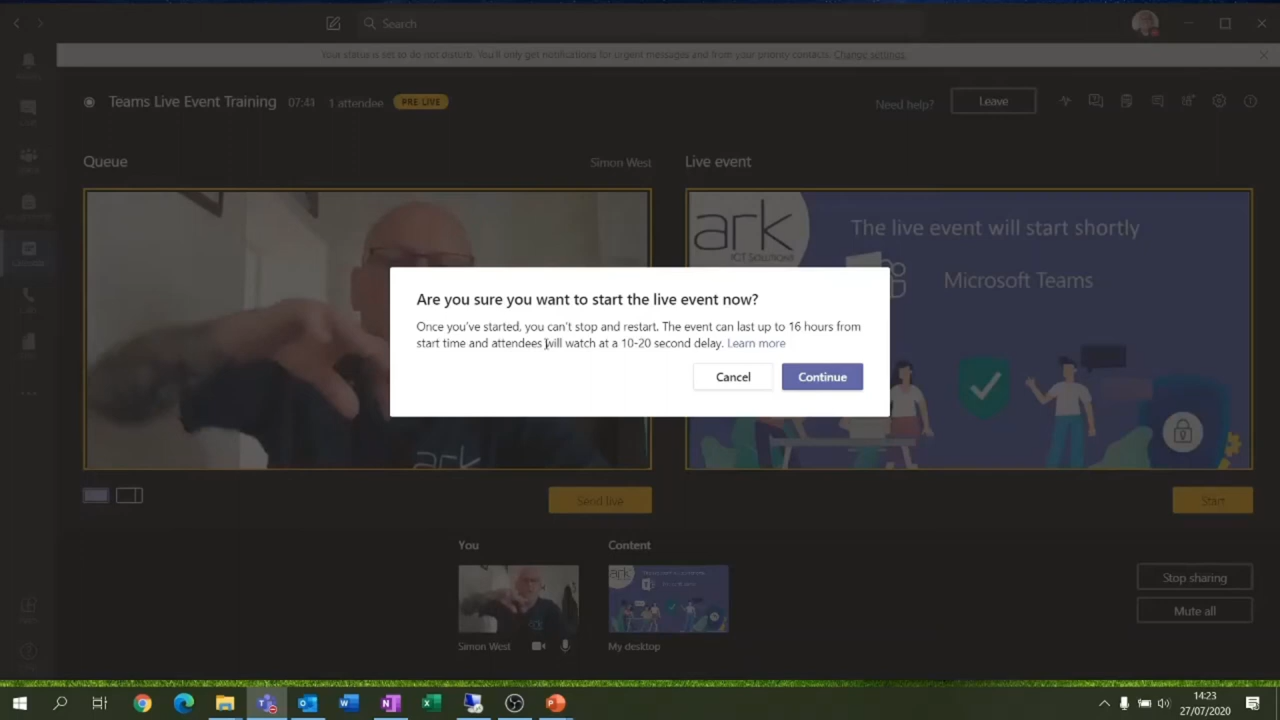 Search
Your status is set to do not disturb. You'll only get notifications for urgent messages and from your priority contacts. Change settings.
Teams Live Event Training 07:41 1 attendee PRE LIVE
Need help? Leave
Queue Simon West
Live event
ark
ICT Solutions
The live event will start shortly
Microsoft Teams
ark
Are you sure you want to start the live event now?
Once you've started, you can't stop and restart. The event can last up to 16 hours from
start time and attendees will watch at a 10-20 second delay. Learn more
Cancel Continue
Send live
Start
You
Content
ark
Simon West
My desktop
Stop sharing
Mute all
14:23
27/07/2020